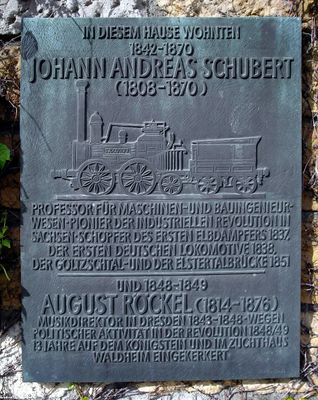 IN DIESEM HAUSE WOHNTEN
1842-1870
JOHANN ANDREAS SCHUBERT
(1808-1870)
PROFESSOR FÜR MASCHINEN-UND BAUINGENIEUR-
WESEN·PIONIER DER INDUSTRIELLEN REVOLUTION IN
SACHSEN·SCHÖPFER DES ERSTEN ELBDAMPFERS 1837,
DER ERSTEN DEUTSCHEN LOKOMOTIVE 1838,
DER GÖLTZSCHTAL-UND DER ELSTERTALBRÜCKE 1851
UND 1848-1849
AUGUST RÖCKEL (1814-1876)
MUSIKDIREKTOR IN DRESDEN 1843-1848·WEGEN
POLITISCHER AKTIVITÄT IN DER REVOLUTION 1848/49
13 JAHRE AUF DEM KÖNIGSTEIN UND IM ZUCHTHAUS
WALDHEIM EINGEKERKERT